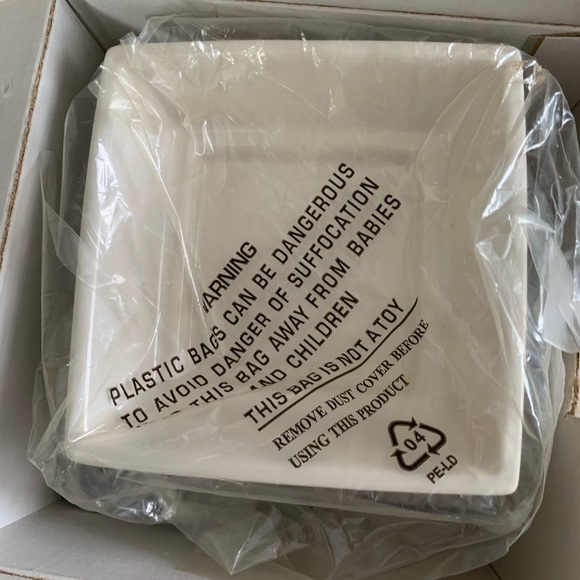 WARNING
PLASTIC BAGS CAN BE DANGEROUS
TO AVOID DANGER OF SUFFOCATION
THIS BAG AWAY FROM BABIES
AND CHILDREN
THIS BAG IS NOT A TOY
REMOVE DUST COVER BEFORE
USING THIS PRODUCT
04
PE-LD